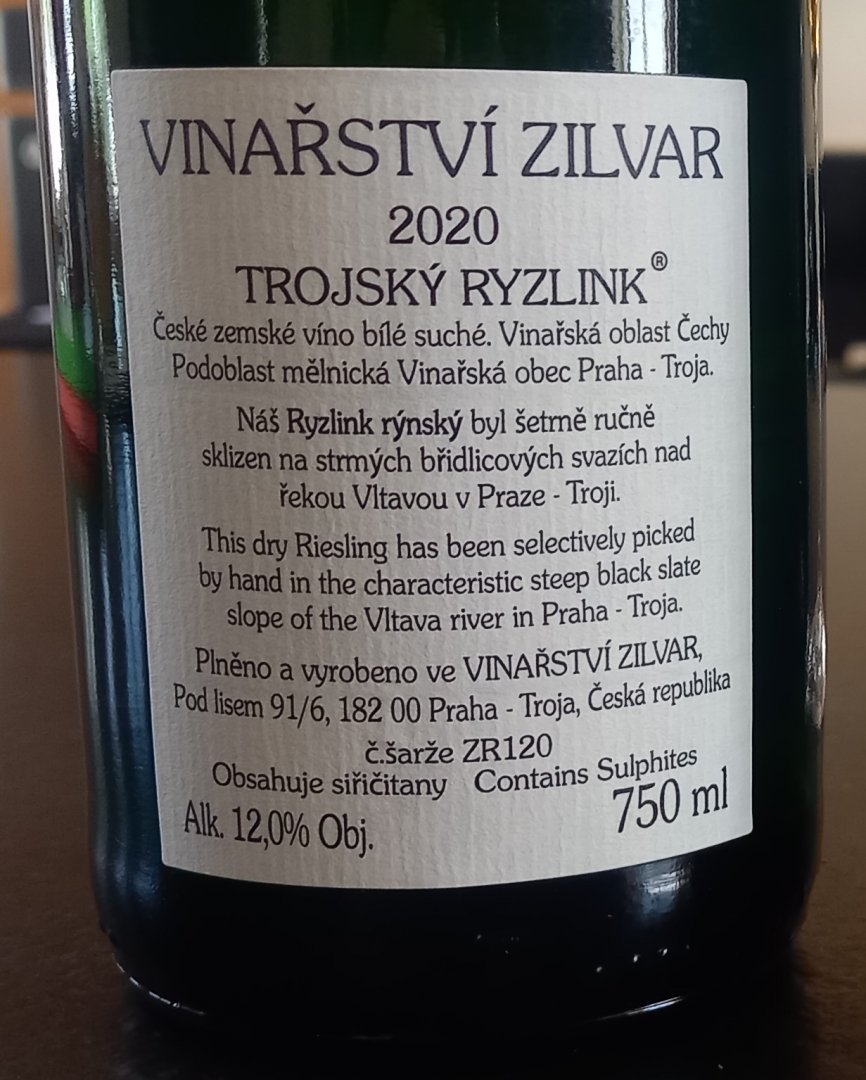 VINAŘSTVÍ ZILVAR
2020
TROJSKÝ RYZLINK®
České zemské víno bílé suché. Vinařská oblast Čechy
Podoblast mělnická Vinařská obec Praha - Troja.
Náš Ryzlink rýnský byl šetrně ručně
sklizen na strmých břidlicových svazích nad
řekou Vltavou v Praze - Troji.
This dry Riesling has been selectively picked
by hand in the characteristic steep black slate
slope of the Vltava river in Praha - Troja.
Plněno a vyrobeno ve VINAŘSTVÍ ZILVAR,
Pod lisem 91/6, 182 00 Praha - Troja, Česká republika
č.šarže ZR120
Obsahuje siřičitany Contains Sulphites
Alk. 12,0% Obj. 750 ml